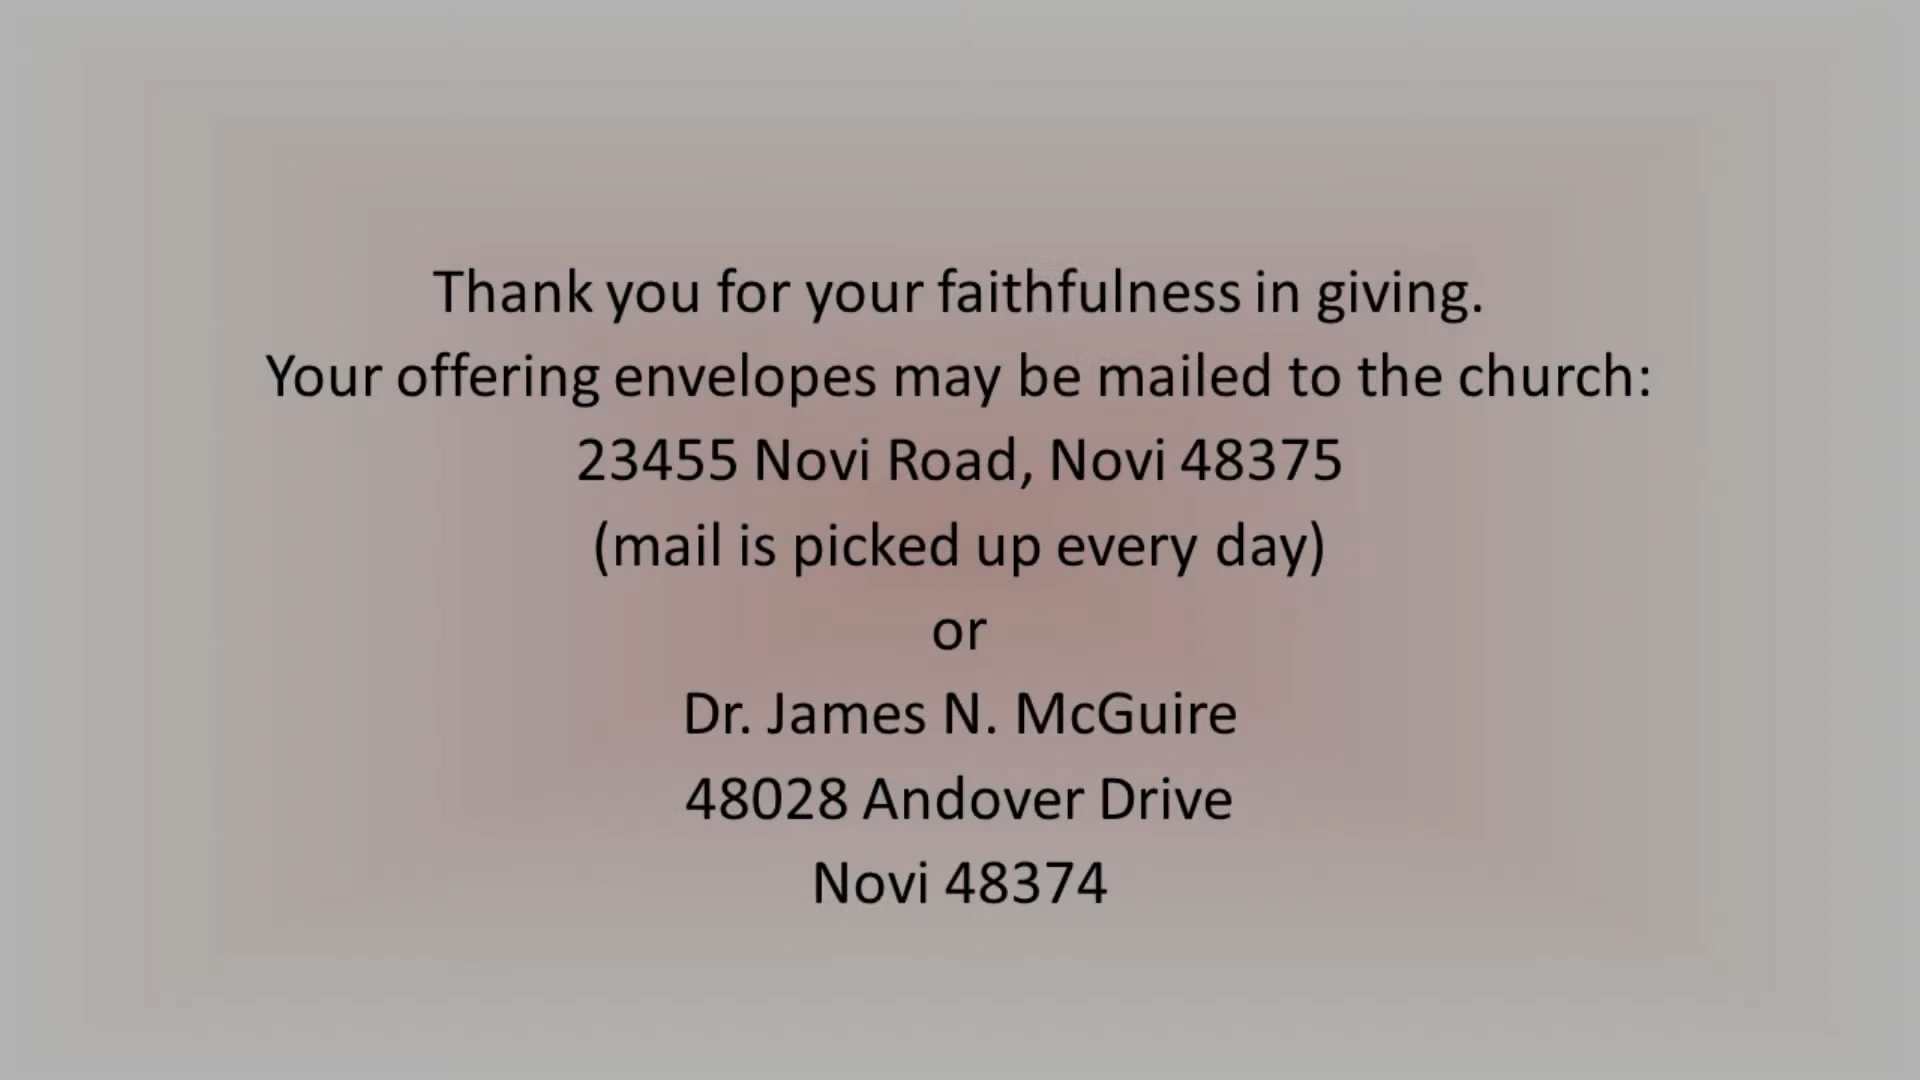 Thank you for your faithfulness in giving.
Your offering envelopes may be mailed to the church:
23455 Novi Road, Novi 48375
(mail is picked up every day)
or
Dr. James N. McGuire
48028 Andover Drive
Novi 48374